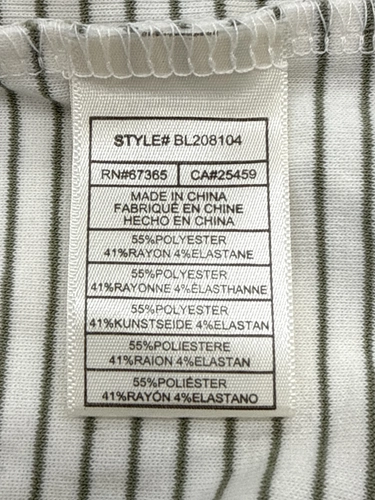 STYLE# BL208104
RN#67365 CA#25459
MADE IN CHINA
FABRIQUÉ EN CHINE
HECHO EN CHINA
55%POLYESTER
41%RAYON 4%ELASTANE
55%POLYESTER
41%RAYONNE 4%ÉLASTHANNE
55%POLYESTER
41%KUNSTSEIDE 4%ELASTAN
55%POLIESTERE
41%RAION 4%ELASTAN
55%POLIÉSTER
41%RAYÓN 4%ELASTANO